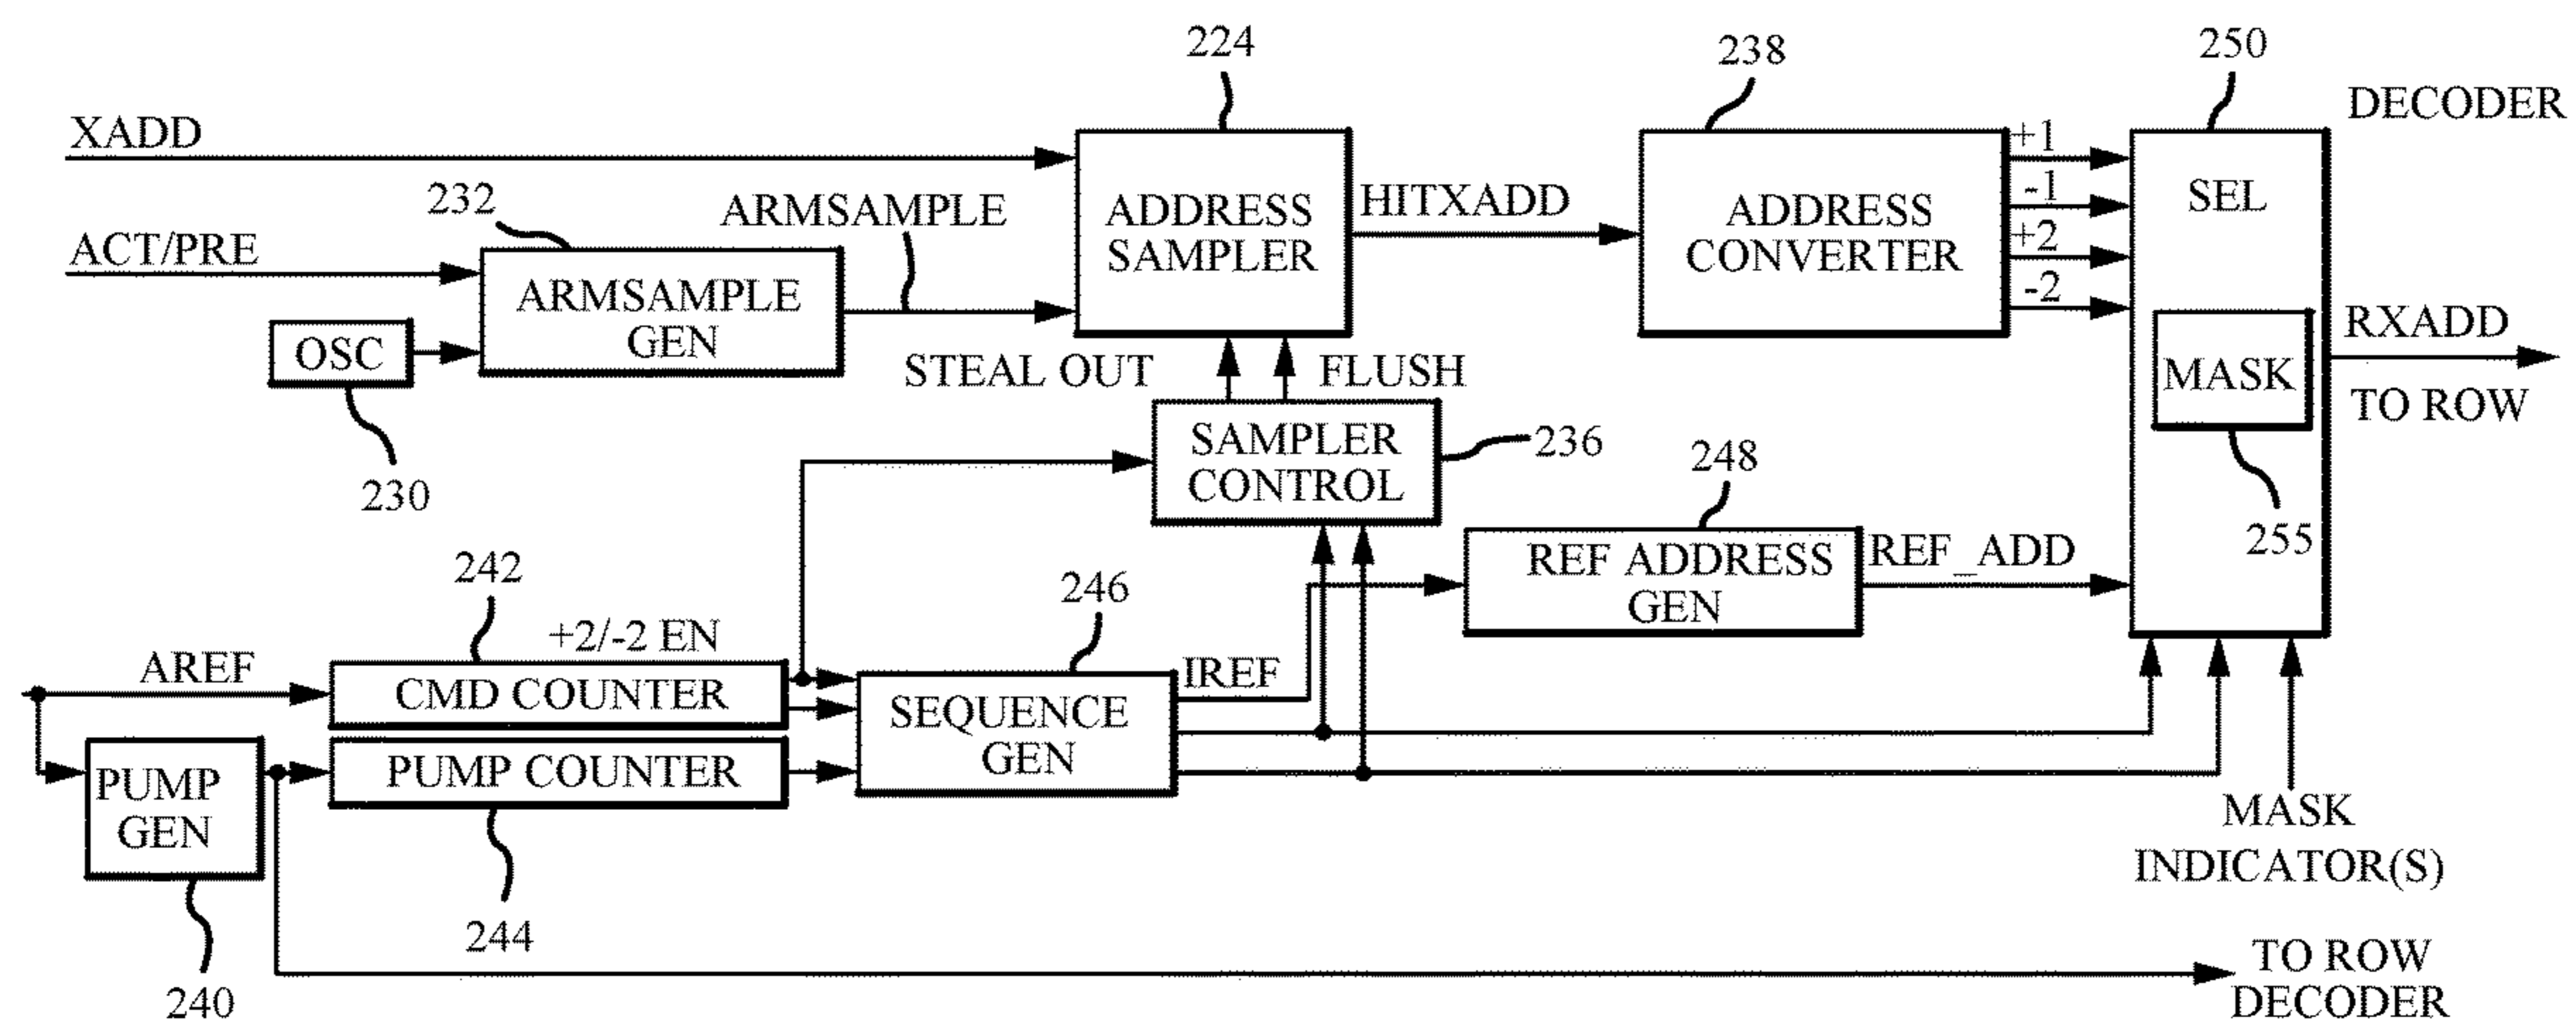 224
238
250
DECODER
XADD
+1
232
ARMSAMPLE
ADDRESS
SAMPLER
HITXADD
ADDRESS
CONVERTER
-1
SEL
ACT/PRE
+2
ARMSAMPLE
GEN
-2
RXADD
OSC
STEAL OUT
FLUSH
MASK
TO ROW
SAMPLER
CONTROL
236
248
230
255
242
246
REF ADDRESS
GEN
REF_ADD
+2/-2 EN
AREF
CMD COUNTER
IREF
SEQUENCE
GEN
PUMP
GEN
PUMP COUNTER
MASK
INDICATOR(S)
244
240
TO ROW
DECODER